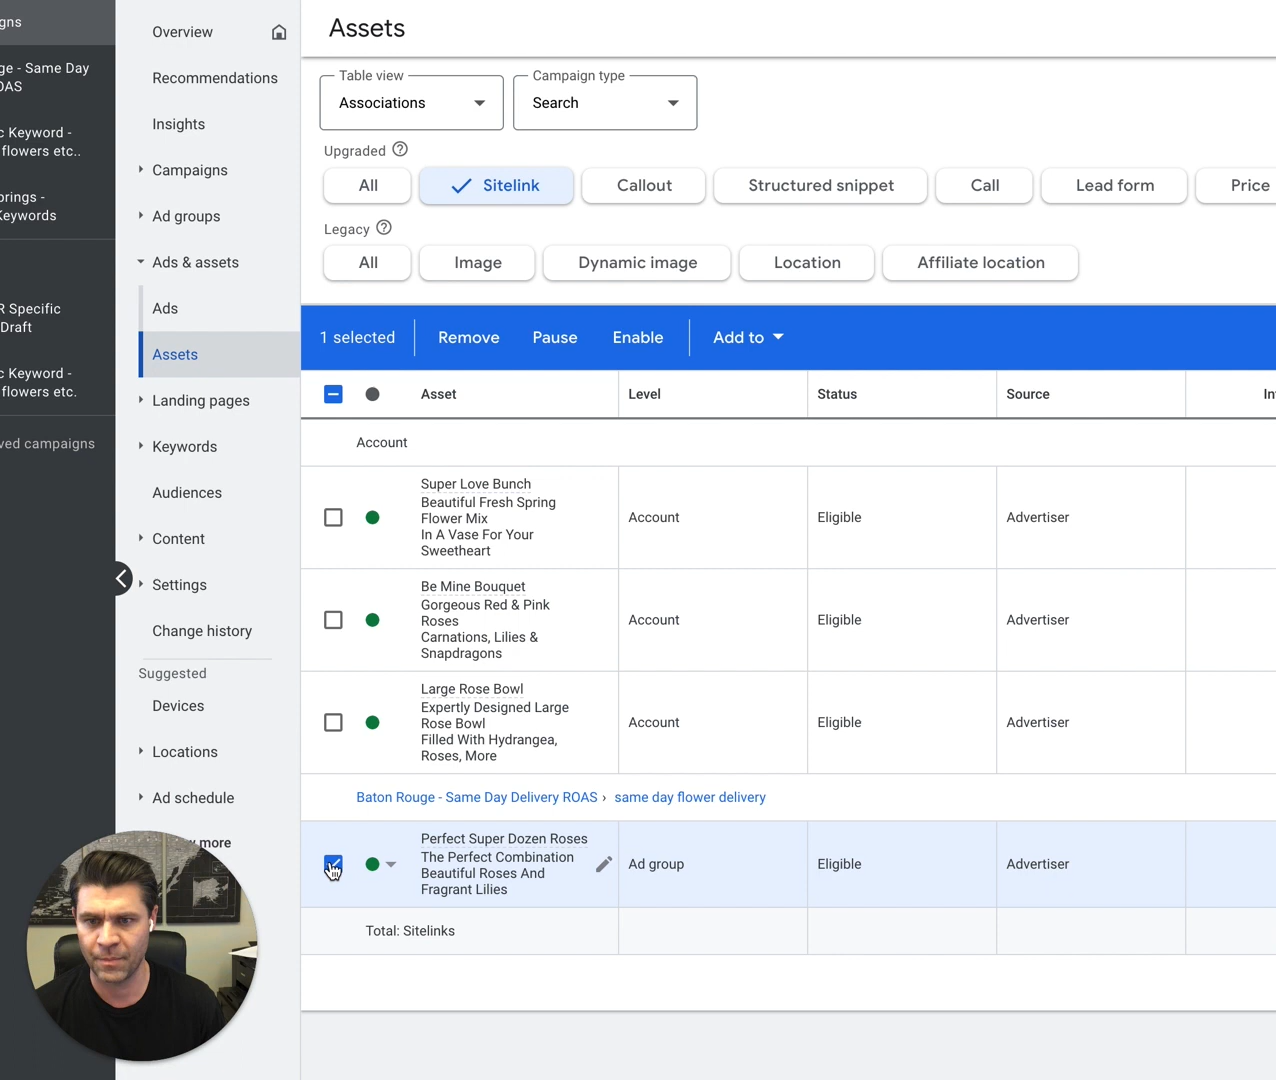 gns
ge - Same Day
OAS
c Keyword -
flowers etc..
orings -
Keywords
R Specific
Draft
c Keyword -
flowers etc.
ved campaigns
Overview
Recommendations
Insights
Campaigns
Ad groups
Ads & assets
Ads
Assets
Landing pages
Keywords
Audiences
Content
Settings
Change history
Suggested
Devices
Locations
Ad schedule
more
Assets
Table view
Associations
Campaign type
Search
Upgraded
All
Sitelink
Callout
Structured snippet
Call
Lead form
Price
Legacy
All
Image
Dynamic image
Location
Affiliate location
1 selected
Remove
Pause
Enable
Add to
Asset
Level
Status
Source
Account
Super Love Bunch
Beautiful Fresh Spring
Flower Mix
In A Vase For Your
Sweetheart
Account
Eligible
Advertiser
Be Mine Bouquet
Gorgeous Red & Pink
Roses
Carnations, Lilies &
Snapdragons
Account
Eligible
Advertiser
Large Rose Bowl
Expertly Designed Large
Rose Bowl
Filled With Hydrangea,
Roses, More
Account
Eligible
Advertiser
Baton Rouge - Same Day Delivery ROAS › same day flower delivery
Perfect Super Dozen Roses
The Perfect Combination
Beautiful Roses And
Fragrant Lilies
Ad group
Eligible
Advertiser
Total: Sitelinks